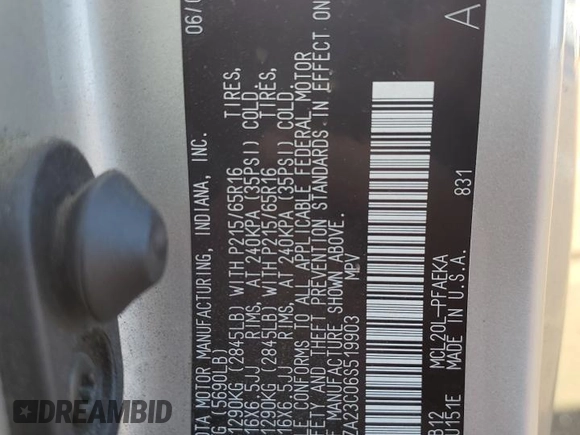 OTA MOTOR MANUFACTURING, INDIANA, INC. 06/0
G (5690LB)
1290KG (2845LB) WITH P215/65R16 TIRES,
16X6.5JJ RIMS, AT 240KPA (35PSI) COLD
1290KG (2845LB) WITH P215/65R16 TIRES,
16X6.5JJ RIMS, AT 240KPA (35PSI) COLD.
LE CONFORMS TO ALL APPLICABLE FEDERAL MOTOR
SAFETY AND THEFT PREVENTION STANDARDS IN EFFECT ON
F MANUFACTURE SHOWN ABOVE.
ZA23C06S519903 MPV A
B12 MCL20L-PFAEKA 831
0151E MADE IN U.S.A.
OTOBIDMASTER